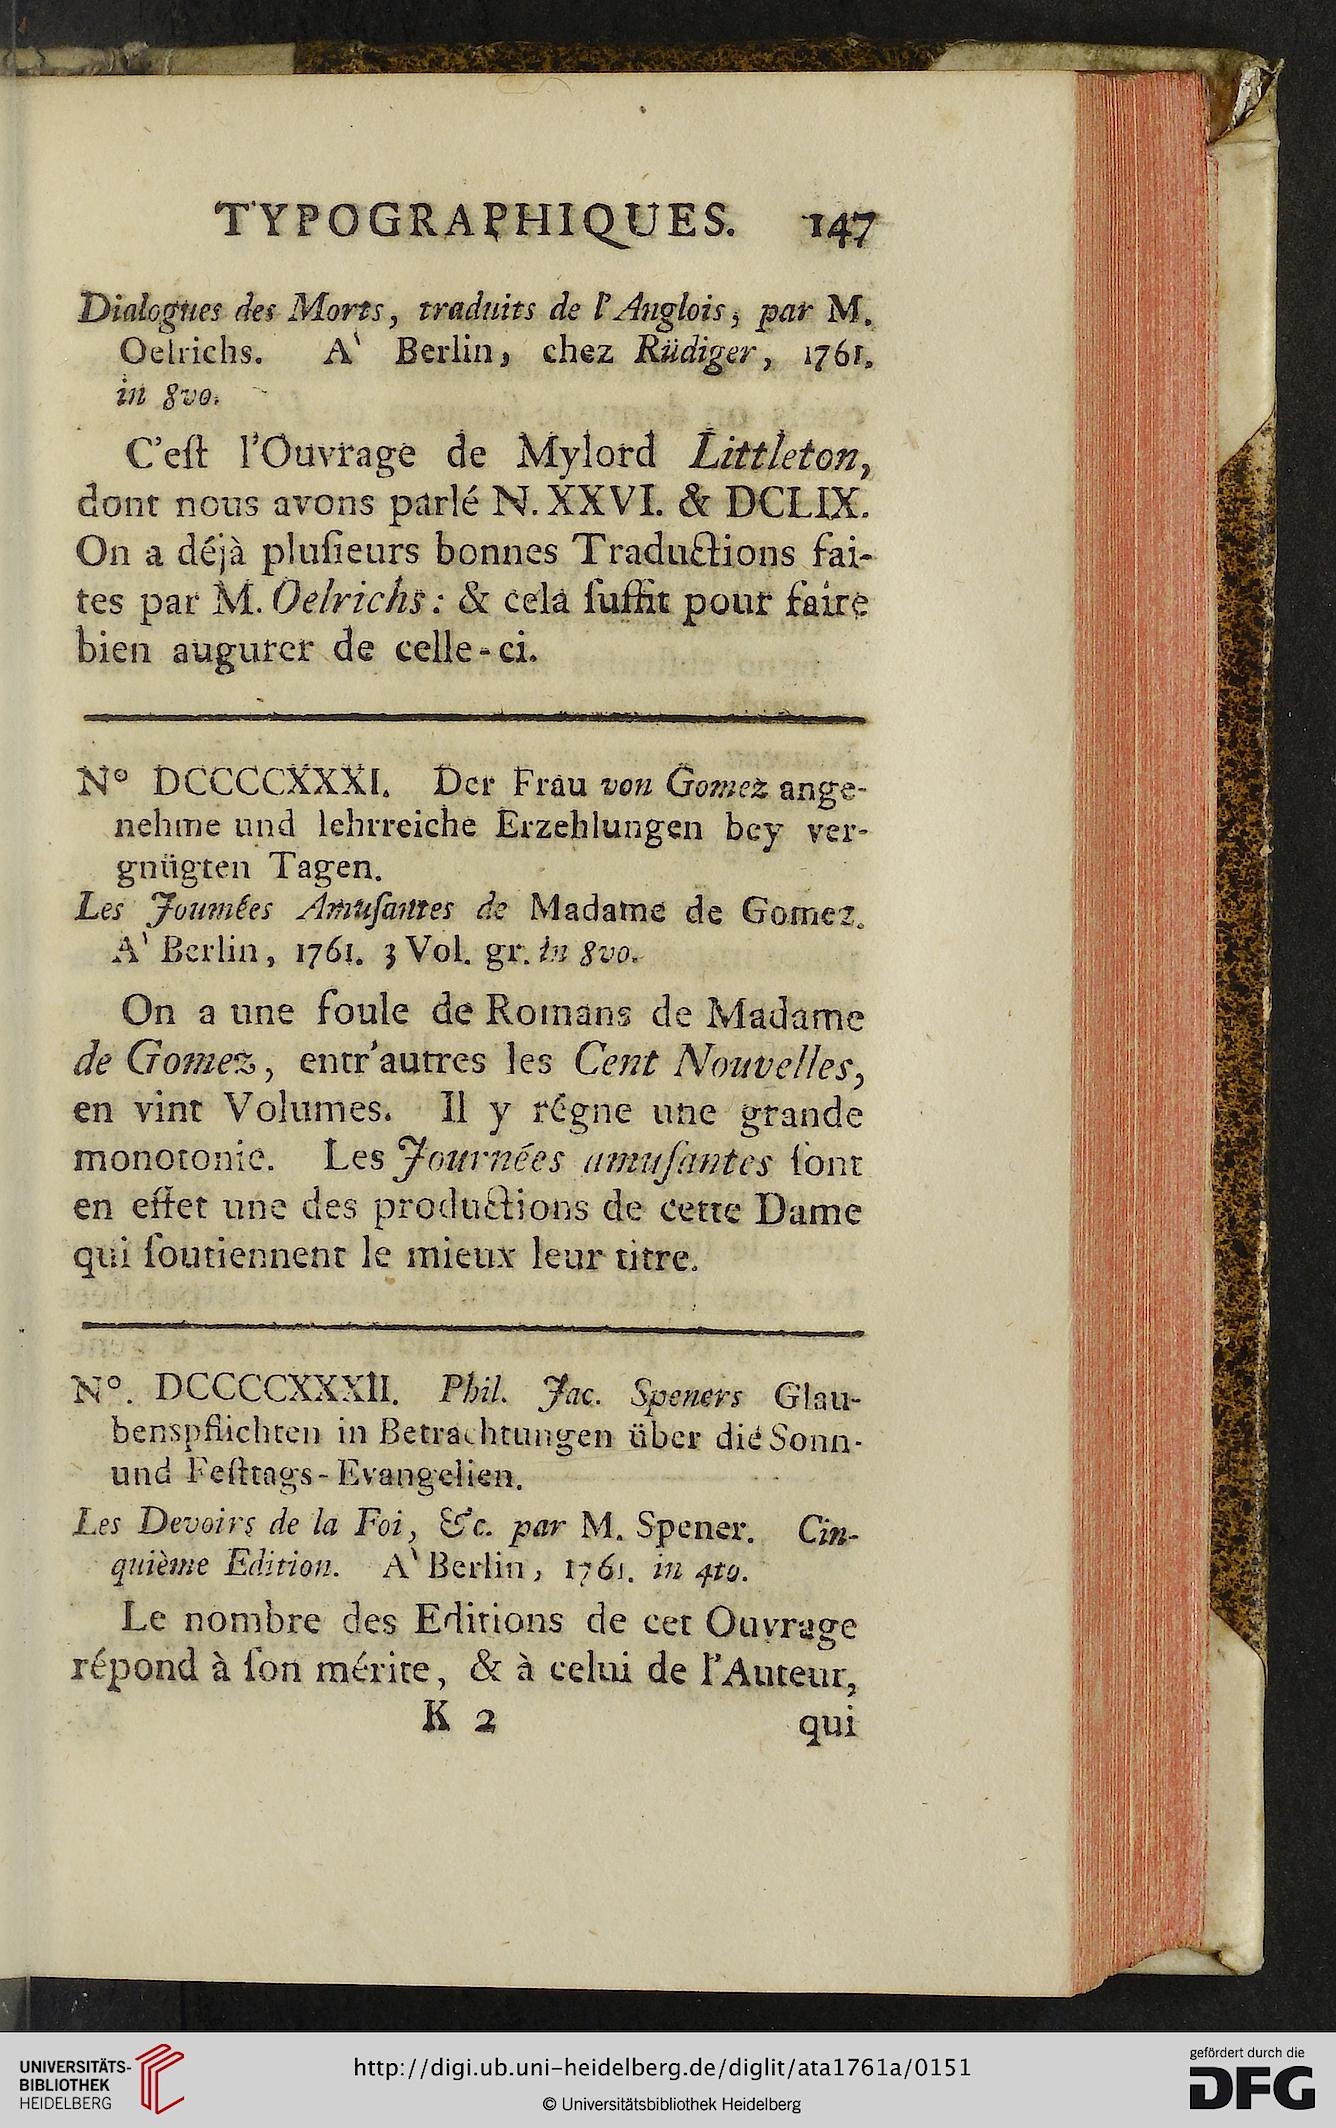 TYPOGRAPHIQUES. 147
Dialogues des Morts, traduits de l'Anglois, par M.
Oelrichs. A' Berlin, chez Rüdiger, 1761.
in 8vo.
C'eſt l'Ouvrage de Mylord Littleton,
dont nous avons parlé N. XXVI. & DCLIX.
On a déjà pluſieurs bonnes Traductions fai-
tes par M. Oelrichs: & cela ſuffit pour faire
bien augurer de celle-ci.
N° DCCCCXXXI. Der Frau von Gomez ange-
nehme und lehrreiche Erzehlungen bey ver-
gnügten Tagen.
Les Journées Amuſantes de Madame de Gomez.
A' Berlin, 1761. 3 Vol. gr. in 8vo.
On a une foule de Romans de Madame
de Gomez, entr'autres les Cent Nouvelles,
en vint Volumes. Il y régne une grande
monotonie. Les Journées amuſantes ſont
en effet une des productions de cette Dame
qui ſoutiennent le mieux leur titre.
N°. DCCCCXXXII. Phil. Jac. Speners Glau-
benspflichten in Betrachtungen über die Sonn-
und Feſttags-Evangelien.
Les Devoirs de la Foi, &c. par M. Spener. Cin-
quième Edition. A' Berlin, 1761. in 4to.
Le nombre des Editions de cet Ouvrage
répond à ſon mérite, & à celui de l'Auteur,
K 2 qui
UNIVERSITÄTS-
BIBLIOTHEK
HEIDELBERG
http://digi.ub.uni-heidelberg.de/diglit/ata1761a/0151
© Universitätsbibliothek Heidelberg
gefördert durch die
DFG